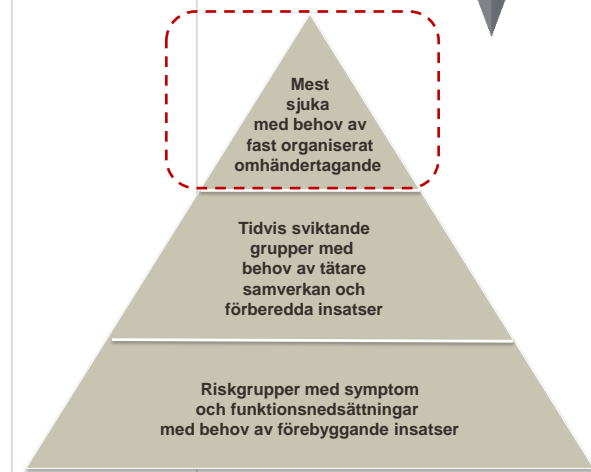 Mest
sjuka
med behov av
fast organiserat
omhändertagande
Tidvis sviktande
grupper med
behov av tätare
samverkan och
förberedda insatser
Riskgrupper med symptom
och funktionsnedsättningar
med behov av förebyggande insatser